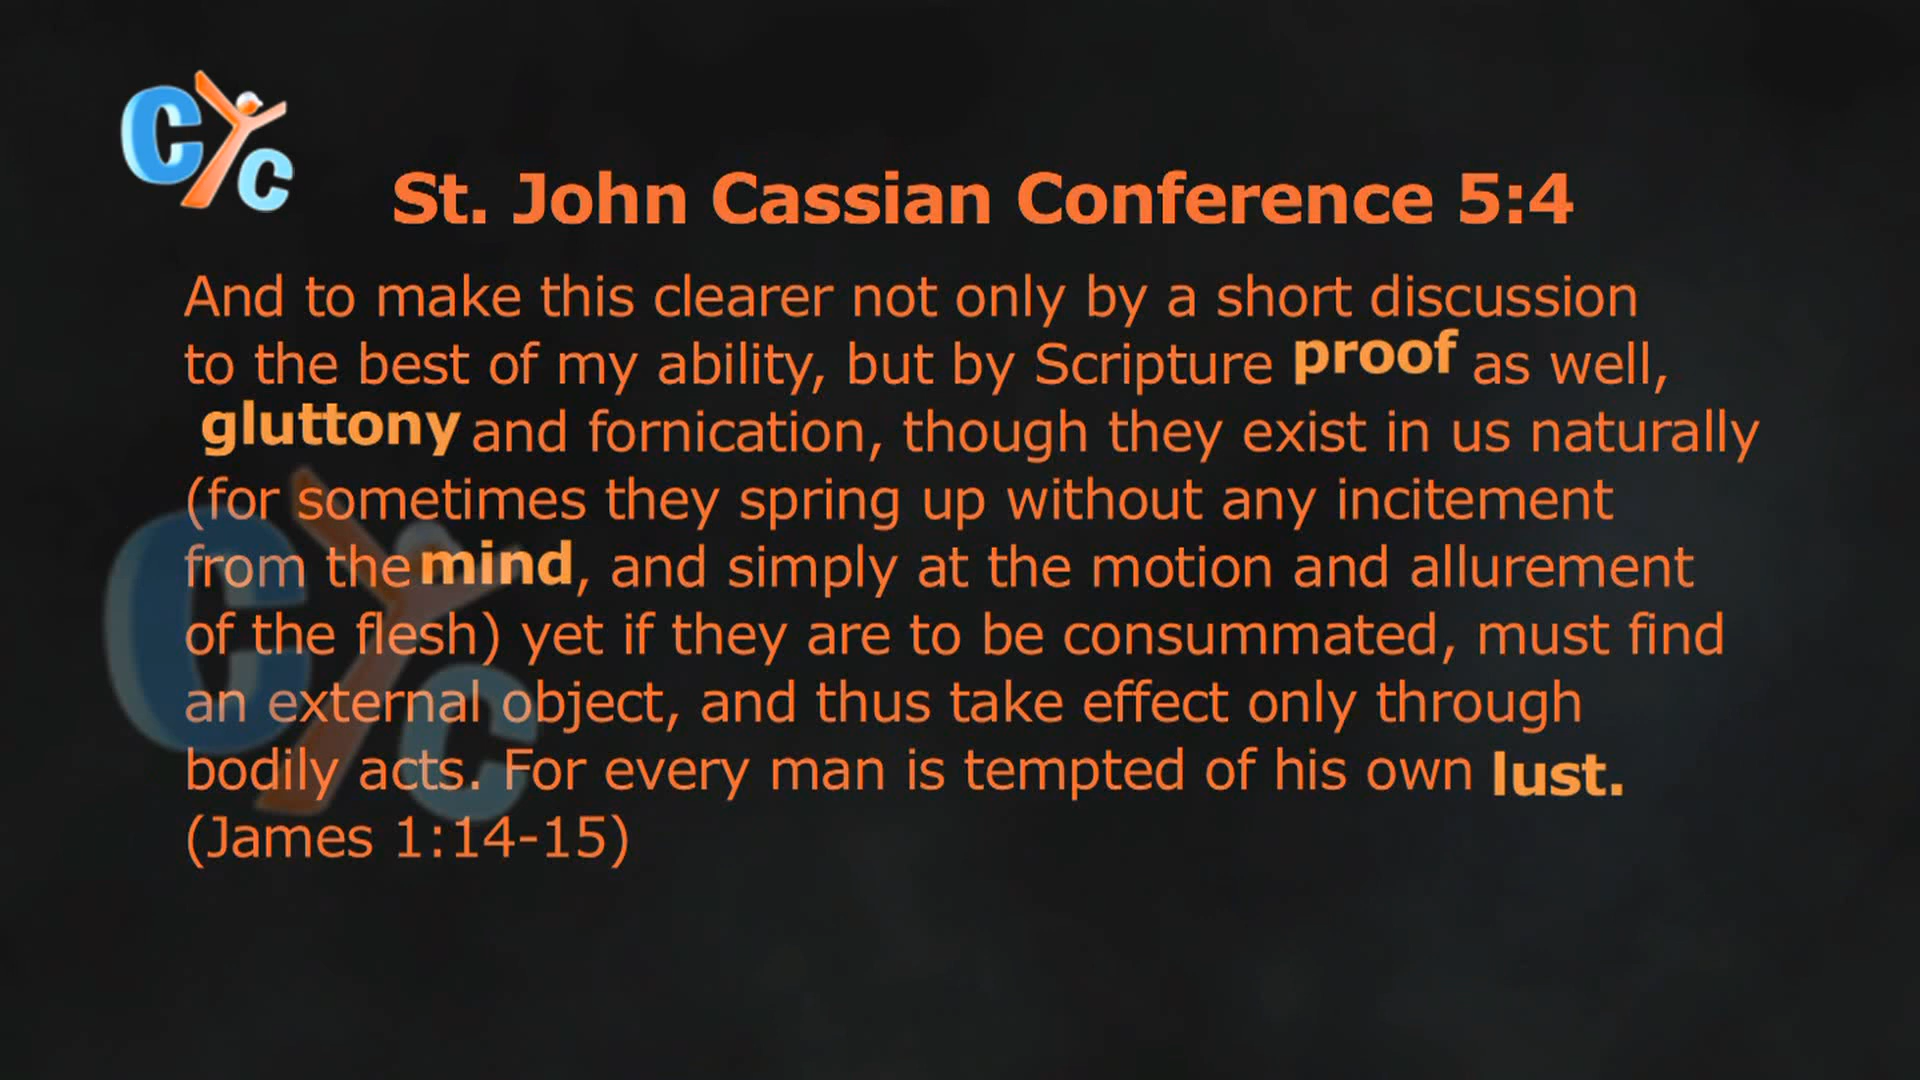 CYC
St. John Cassian Conference 5:4
And to make this clearer not only by a short discussion
to the best of my ability, but by Scripture proof as well,
gluttony and fornication, though they exist in us naturally
(for sometimes they spring up without any incitement
from the mind, and simply at the motion and allurement
of the flesh) yet if they are to be consummated, must find
an external object, and thus take effect only through
bodily acts. For every man is tempted of his own lust.
(James 1:14-15)
CYC